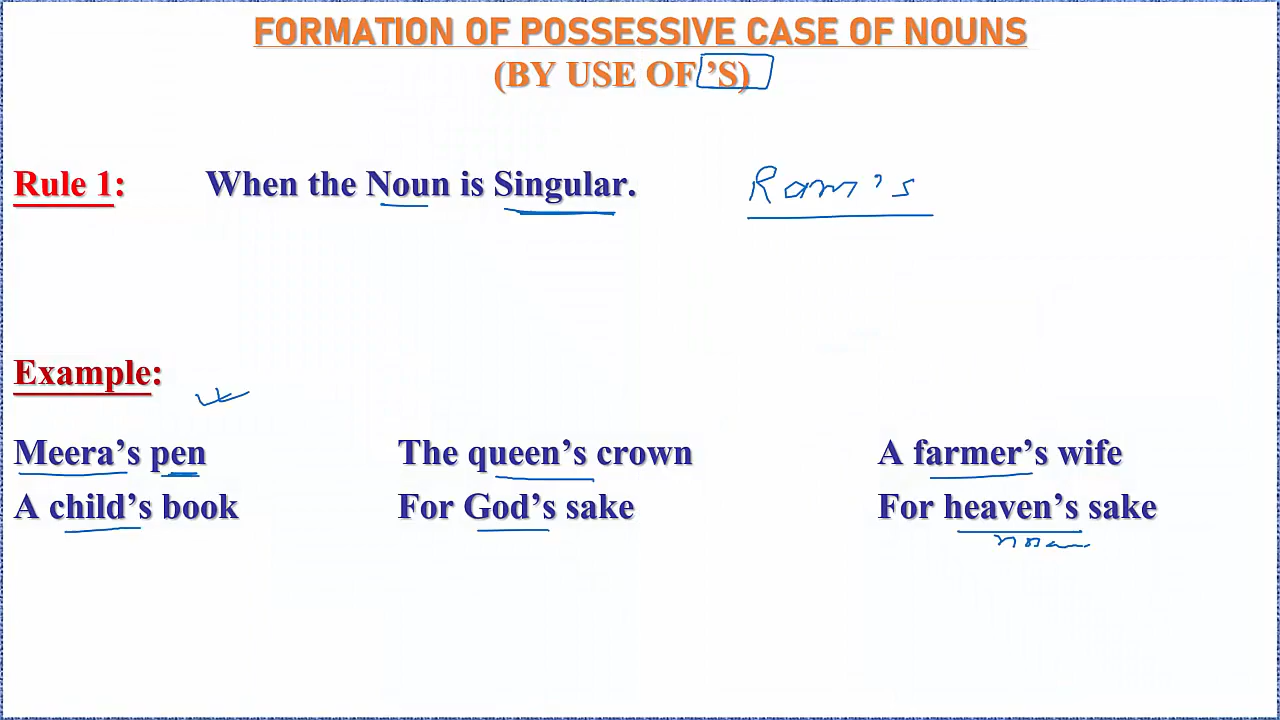 FORMATION OF POSSESSIVE CASE OF NOUNS
(BY USE OF ’S)
Rule 1: When the Noun is Singular. Ram's
Example:
Meera’s pen The queen’s crown A farmer’s wife
A child’s book For God’s sake For heaven’s sake
noun